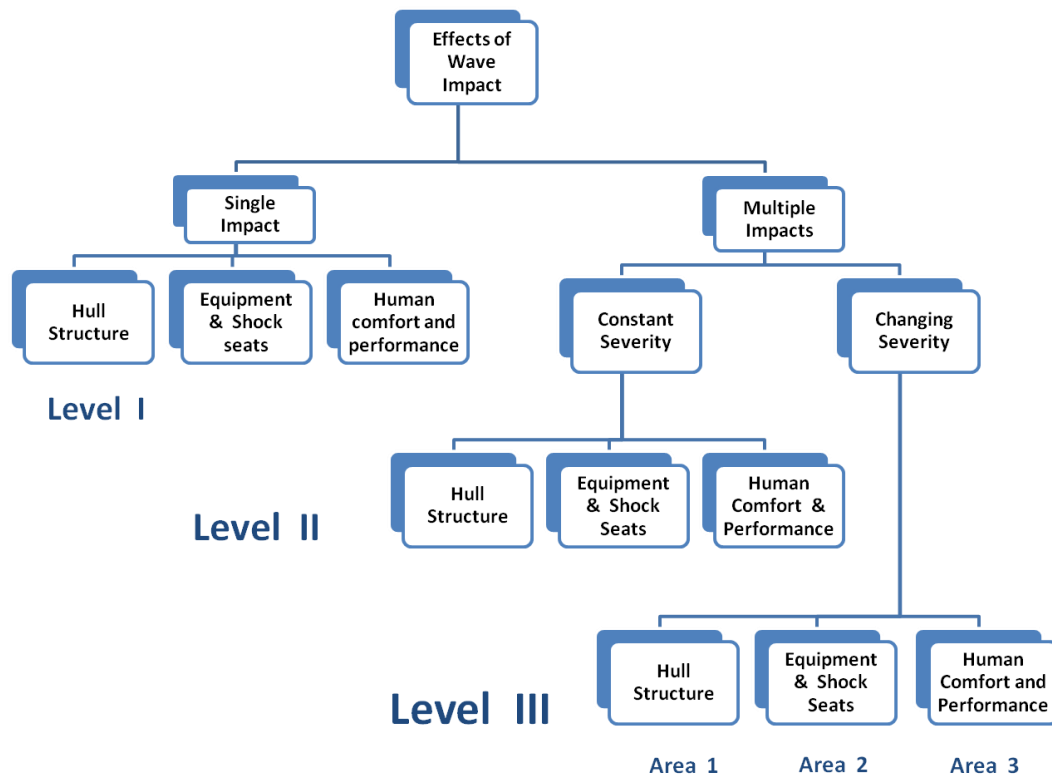 Effects of
Wave
Impact
Single
Impact
Multiple
Impacts
Hull
Structure
Equipment
& Shock
seats
Human
comfort and
performance
Constant
Severity
Changing
Severity
Level I
Hull
Structure
Equipment
& Shock
Seats
Human
Comfort &
Performance
Level II
Hull
Structure
Equipment
& Shock
Seats
Human
Comfort and
Performance
Level III
Area 1
Area 2
Area 3